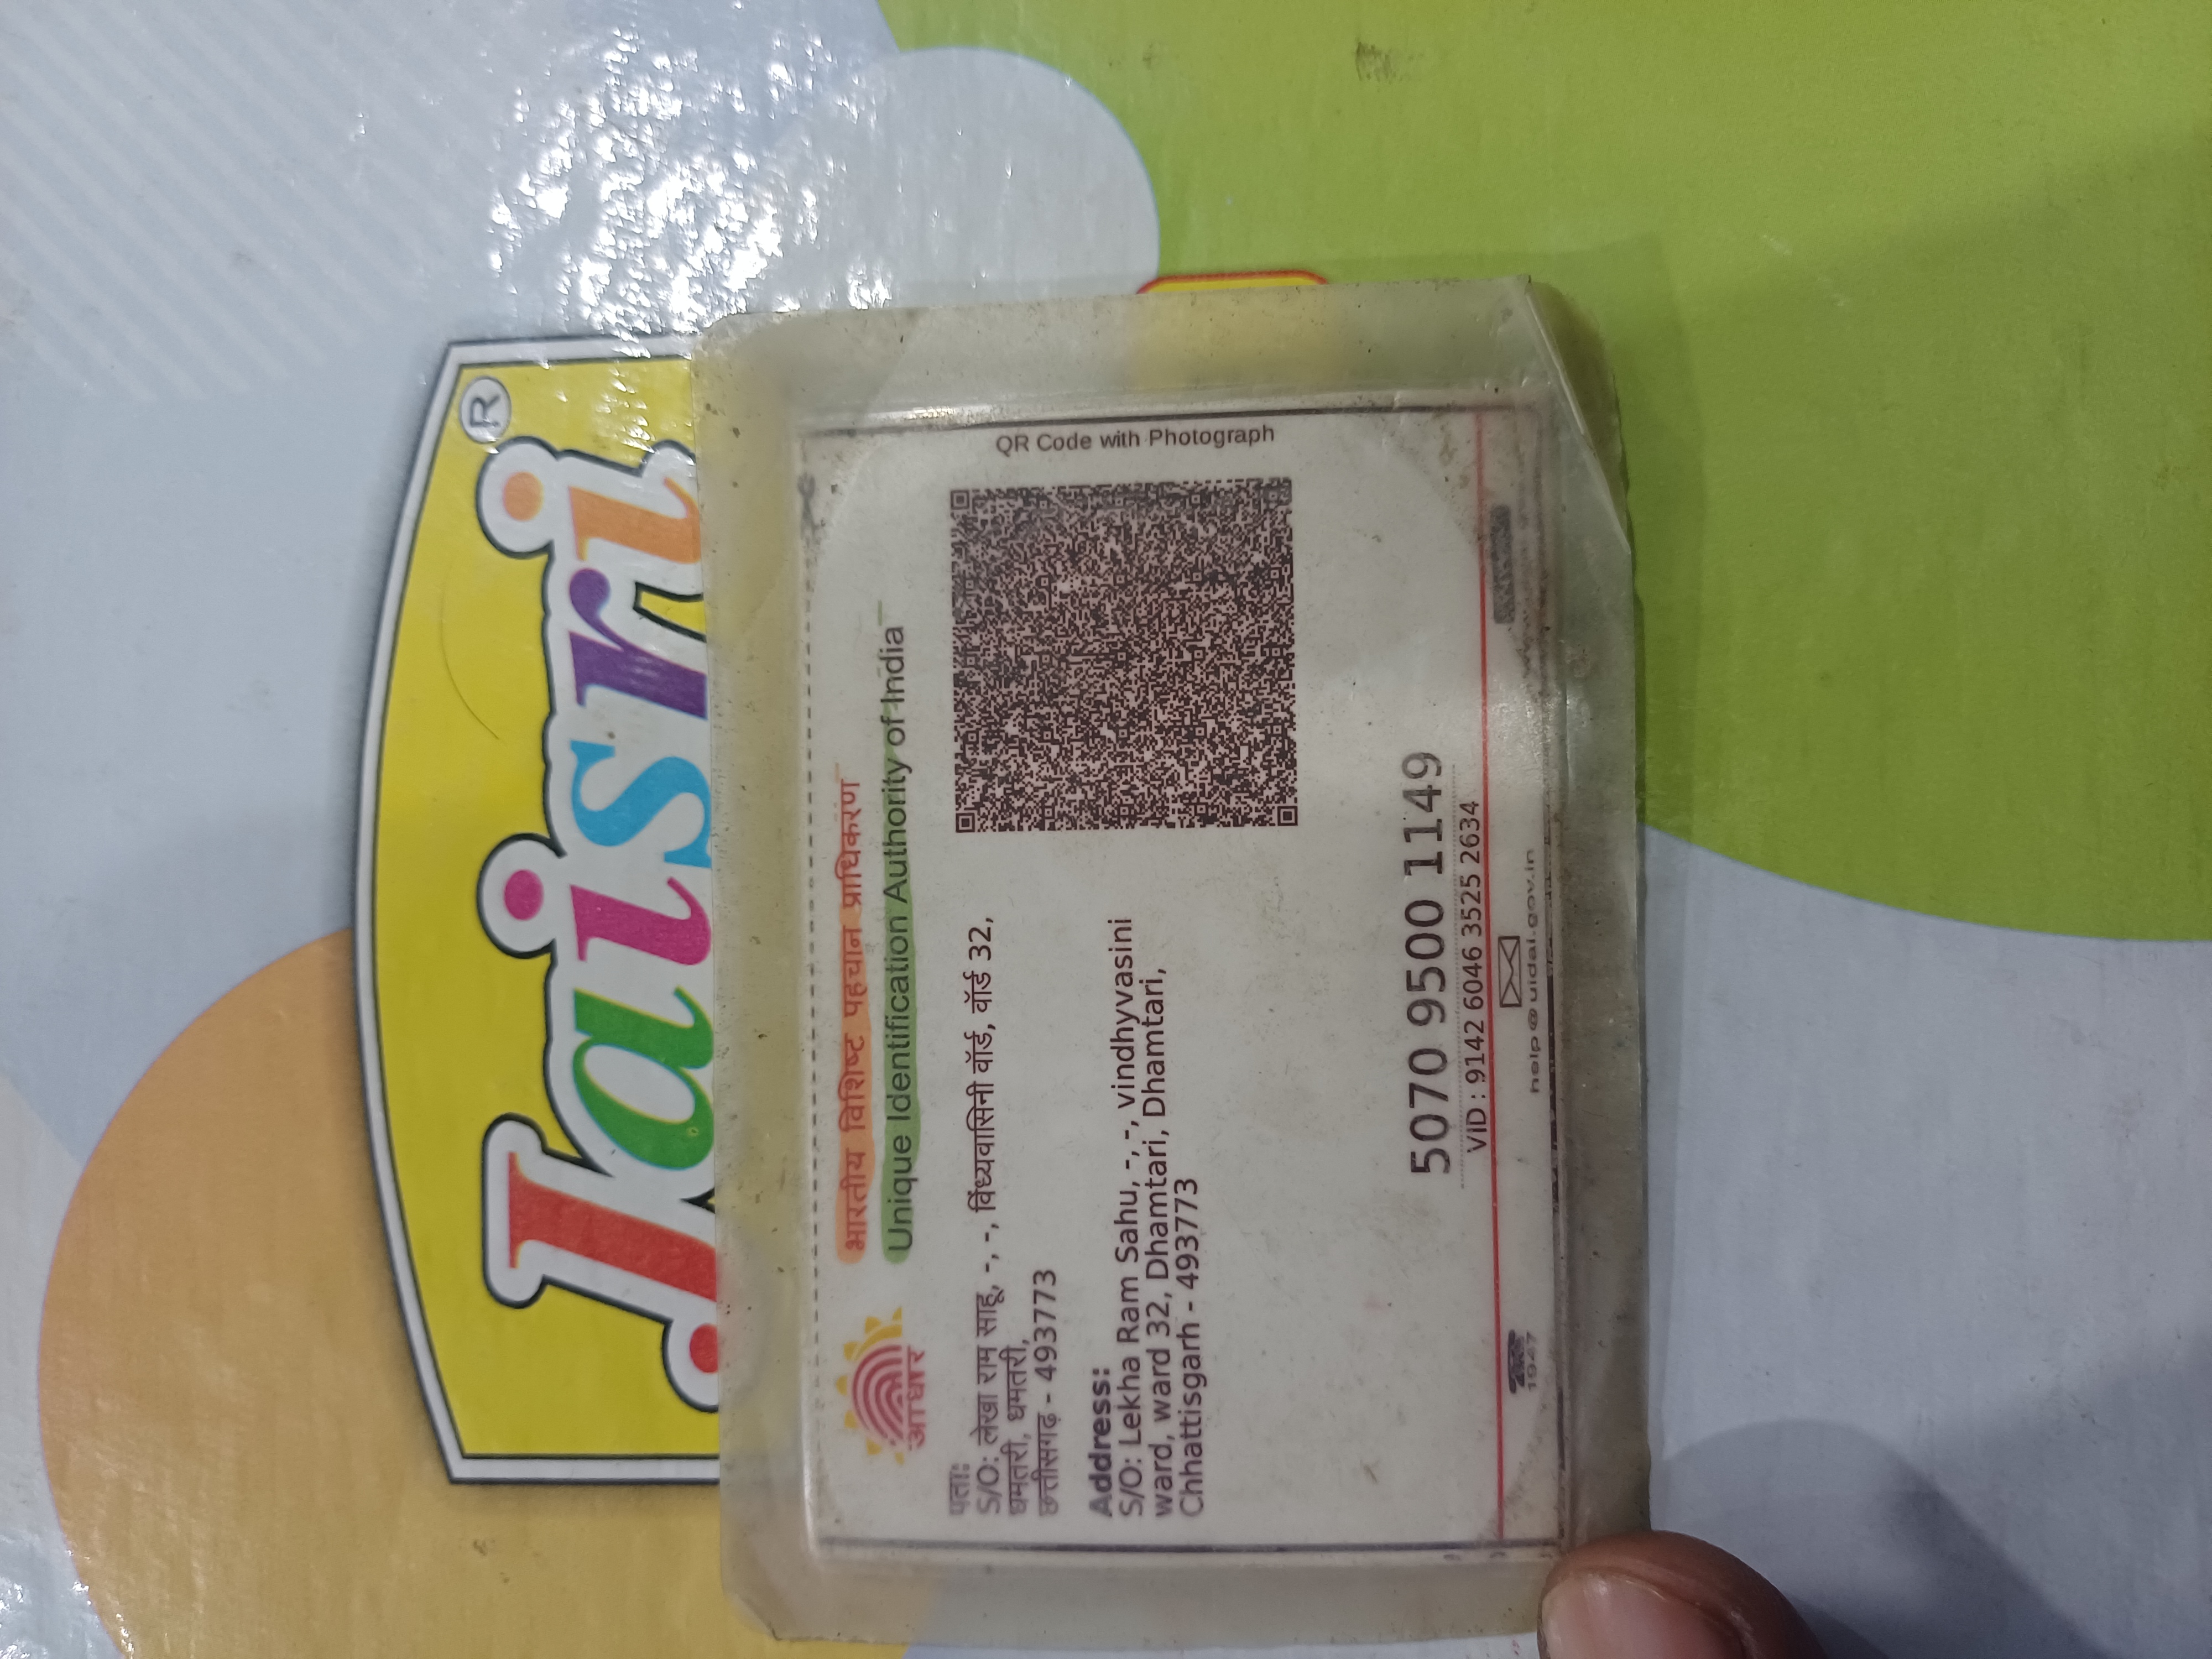 Jaisri
®
भारतीय विशिष्ट पहचान प्राधिकरण
Unique Identification Authority of India
आधार
पता:
S/O: लेखा राम साहू, -, -, विंध्यवासिनी वॉर्ड, वॉर्ड 32,
धमतरी, धमतरी,
छत्तीसगढ़ - 493773
Address:
S/O: Lekha Ram Sahu, -, -, vindhyvasini
ward, ward 32, Dhamtari, Dhamtari,
Chhattisgarh - 493773
QR Code with Photograph
5070 9500 1149
VID : 9142 6046 3525 2634
1947
help@uidai.gov.in